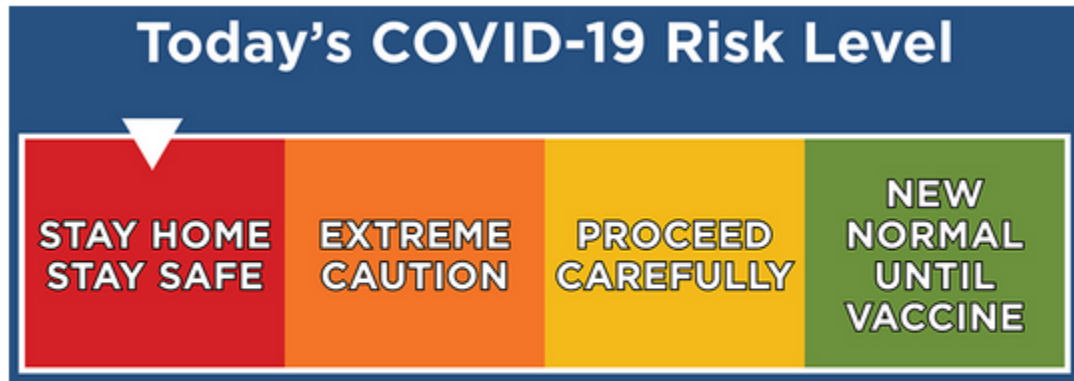 Today's COVID-19 Risk Level
STAY HOME
STAY SAFE
EXTREME
CAUTION
PROCEED
CAREFULLY
NEW
NORMAL
UNTIL
VACCINE